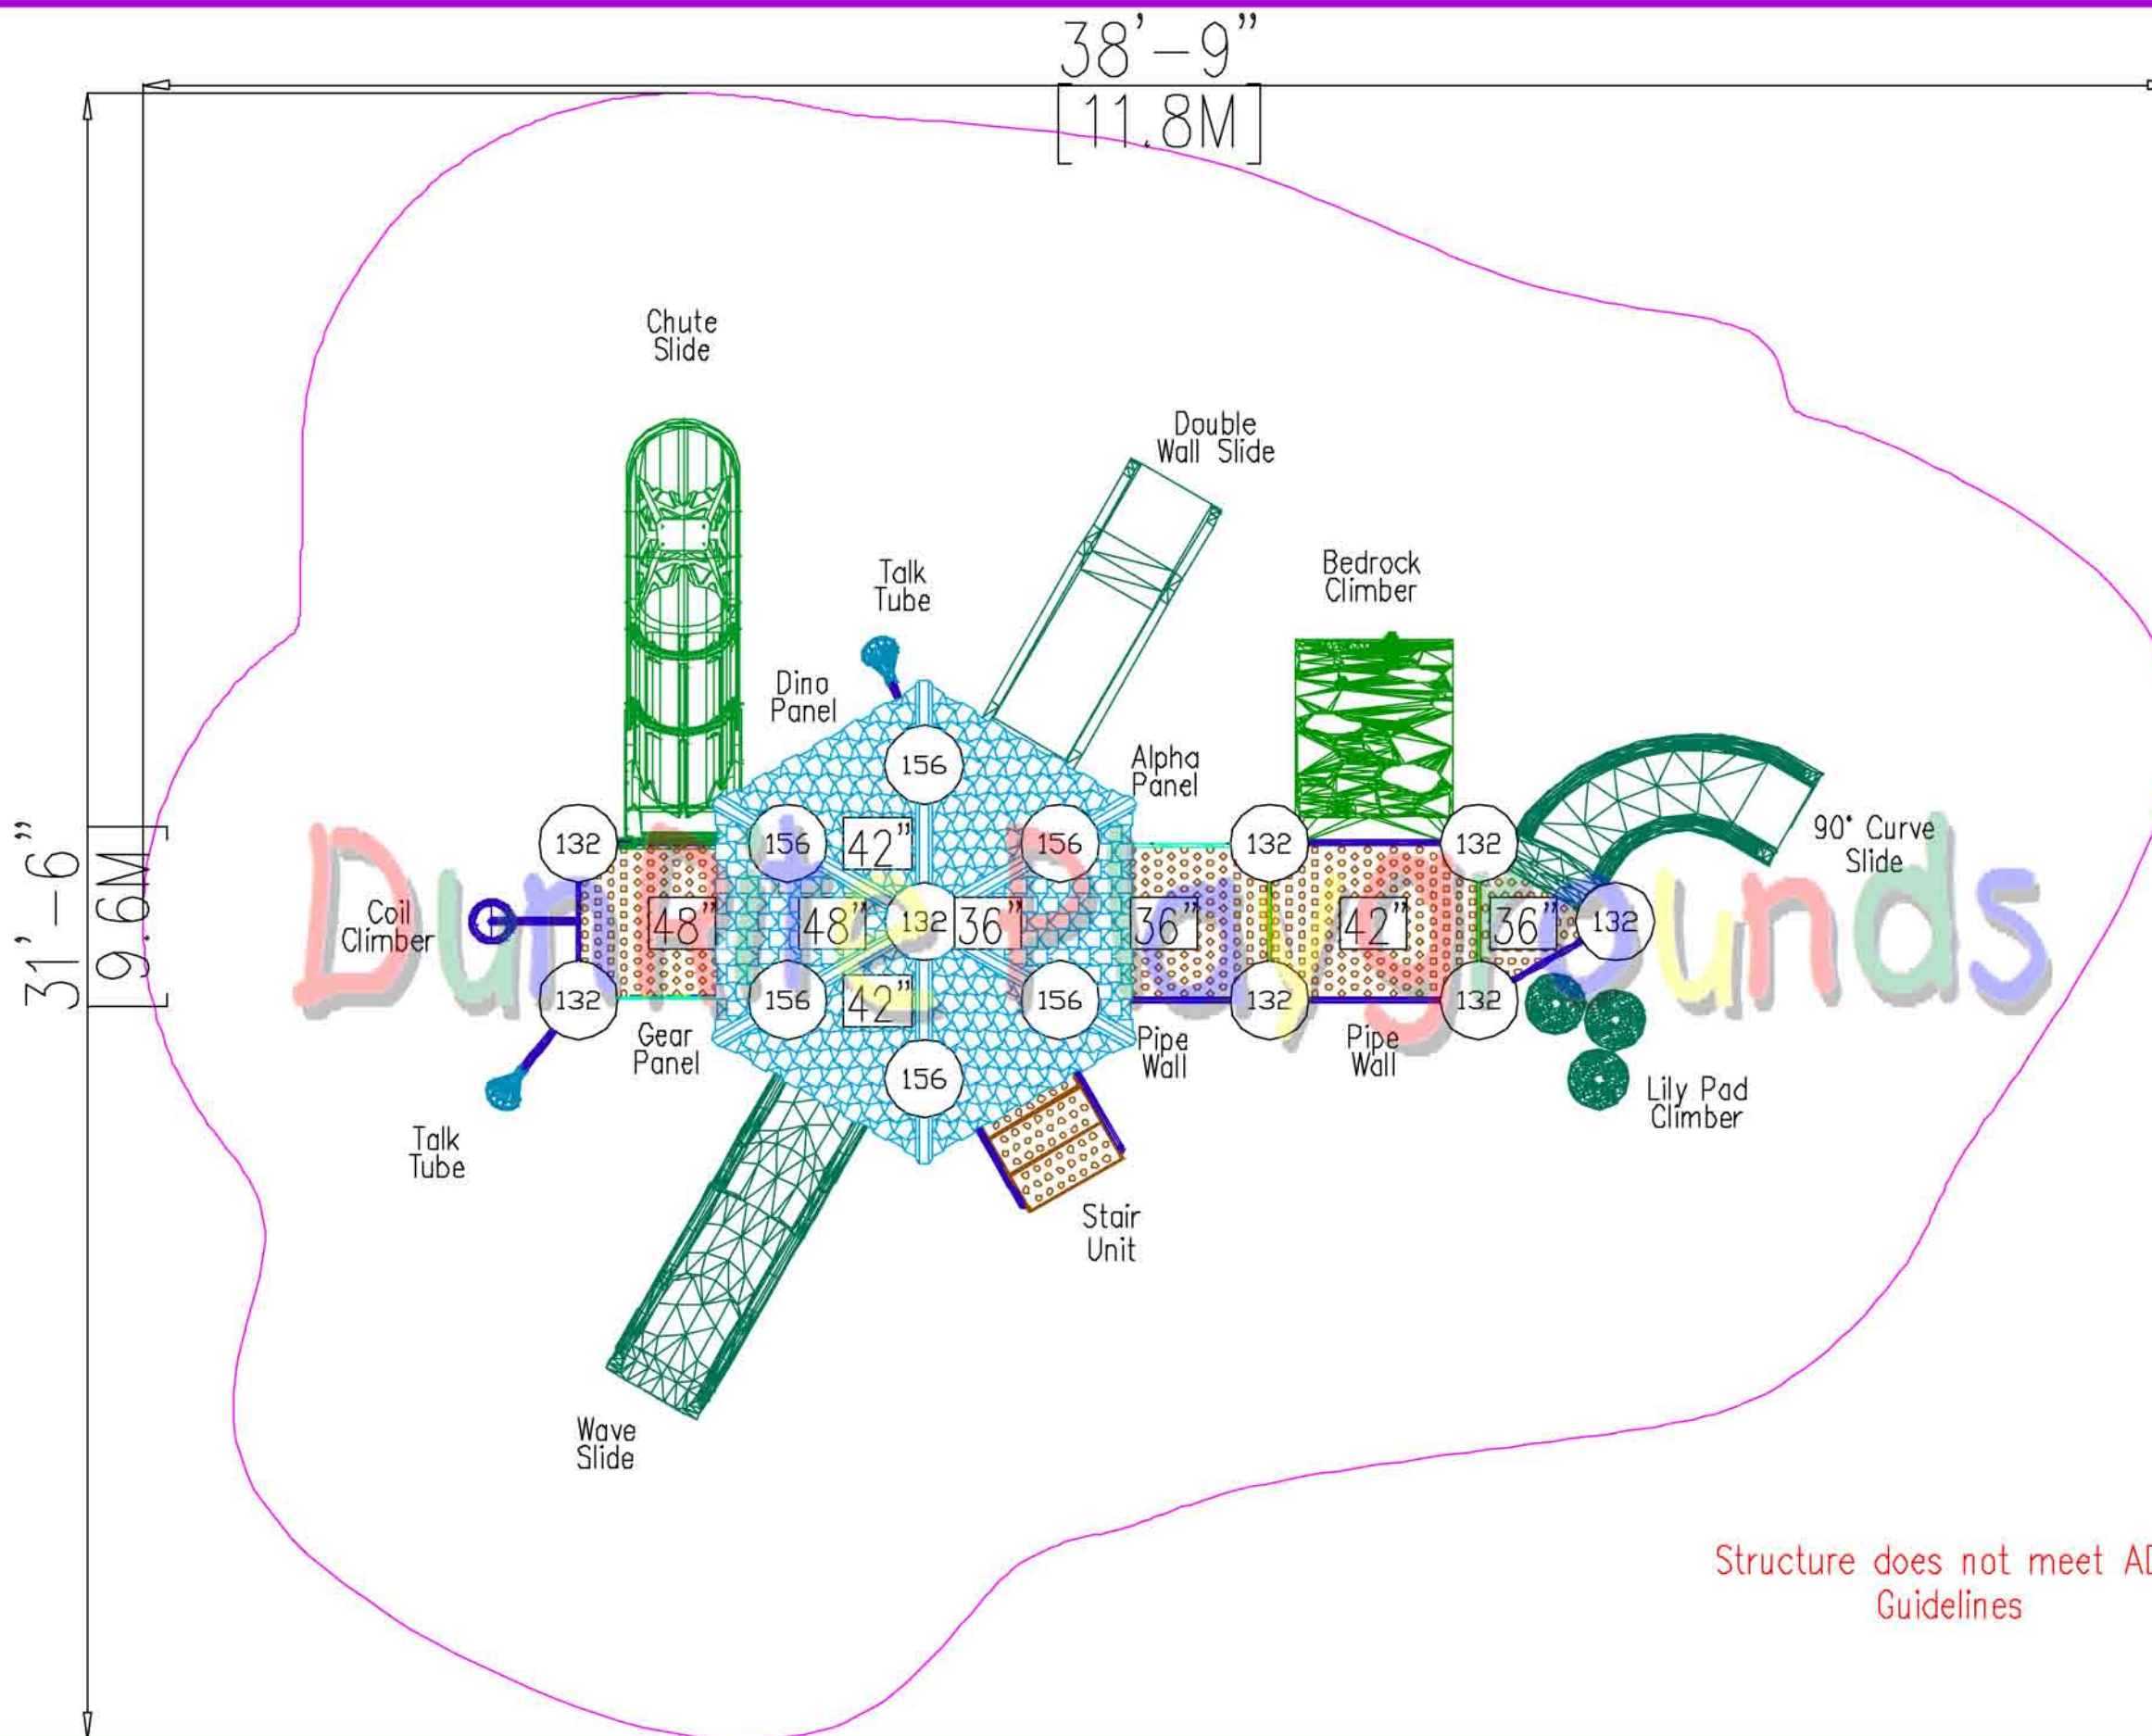 38'-9"
[11.8M]
31'-6"
9.6M
Chute
Slide
Double
Wall Slide
Talk
Tube
Bedrock
Climber
Dino
Panel
Alpha
Panel
90° Curve
Slide
Coil
Climber
156
132
156
42"
156
132
132
48"
48"
132
36"
36"
42"
36"
132
132
156
42"
156
132
132
156
Gear
Panel
Pipe
Wall
Pipe
Wall
Lily Pad
Climber
Talk
Tube
Stair
Unit
Wave
Slide
DunRite Playgrounds
Structure does not meet AD
Guidelines